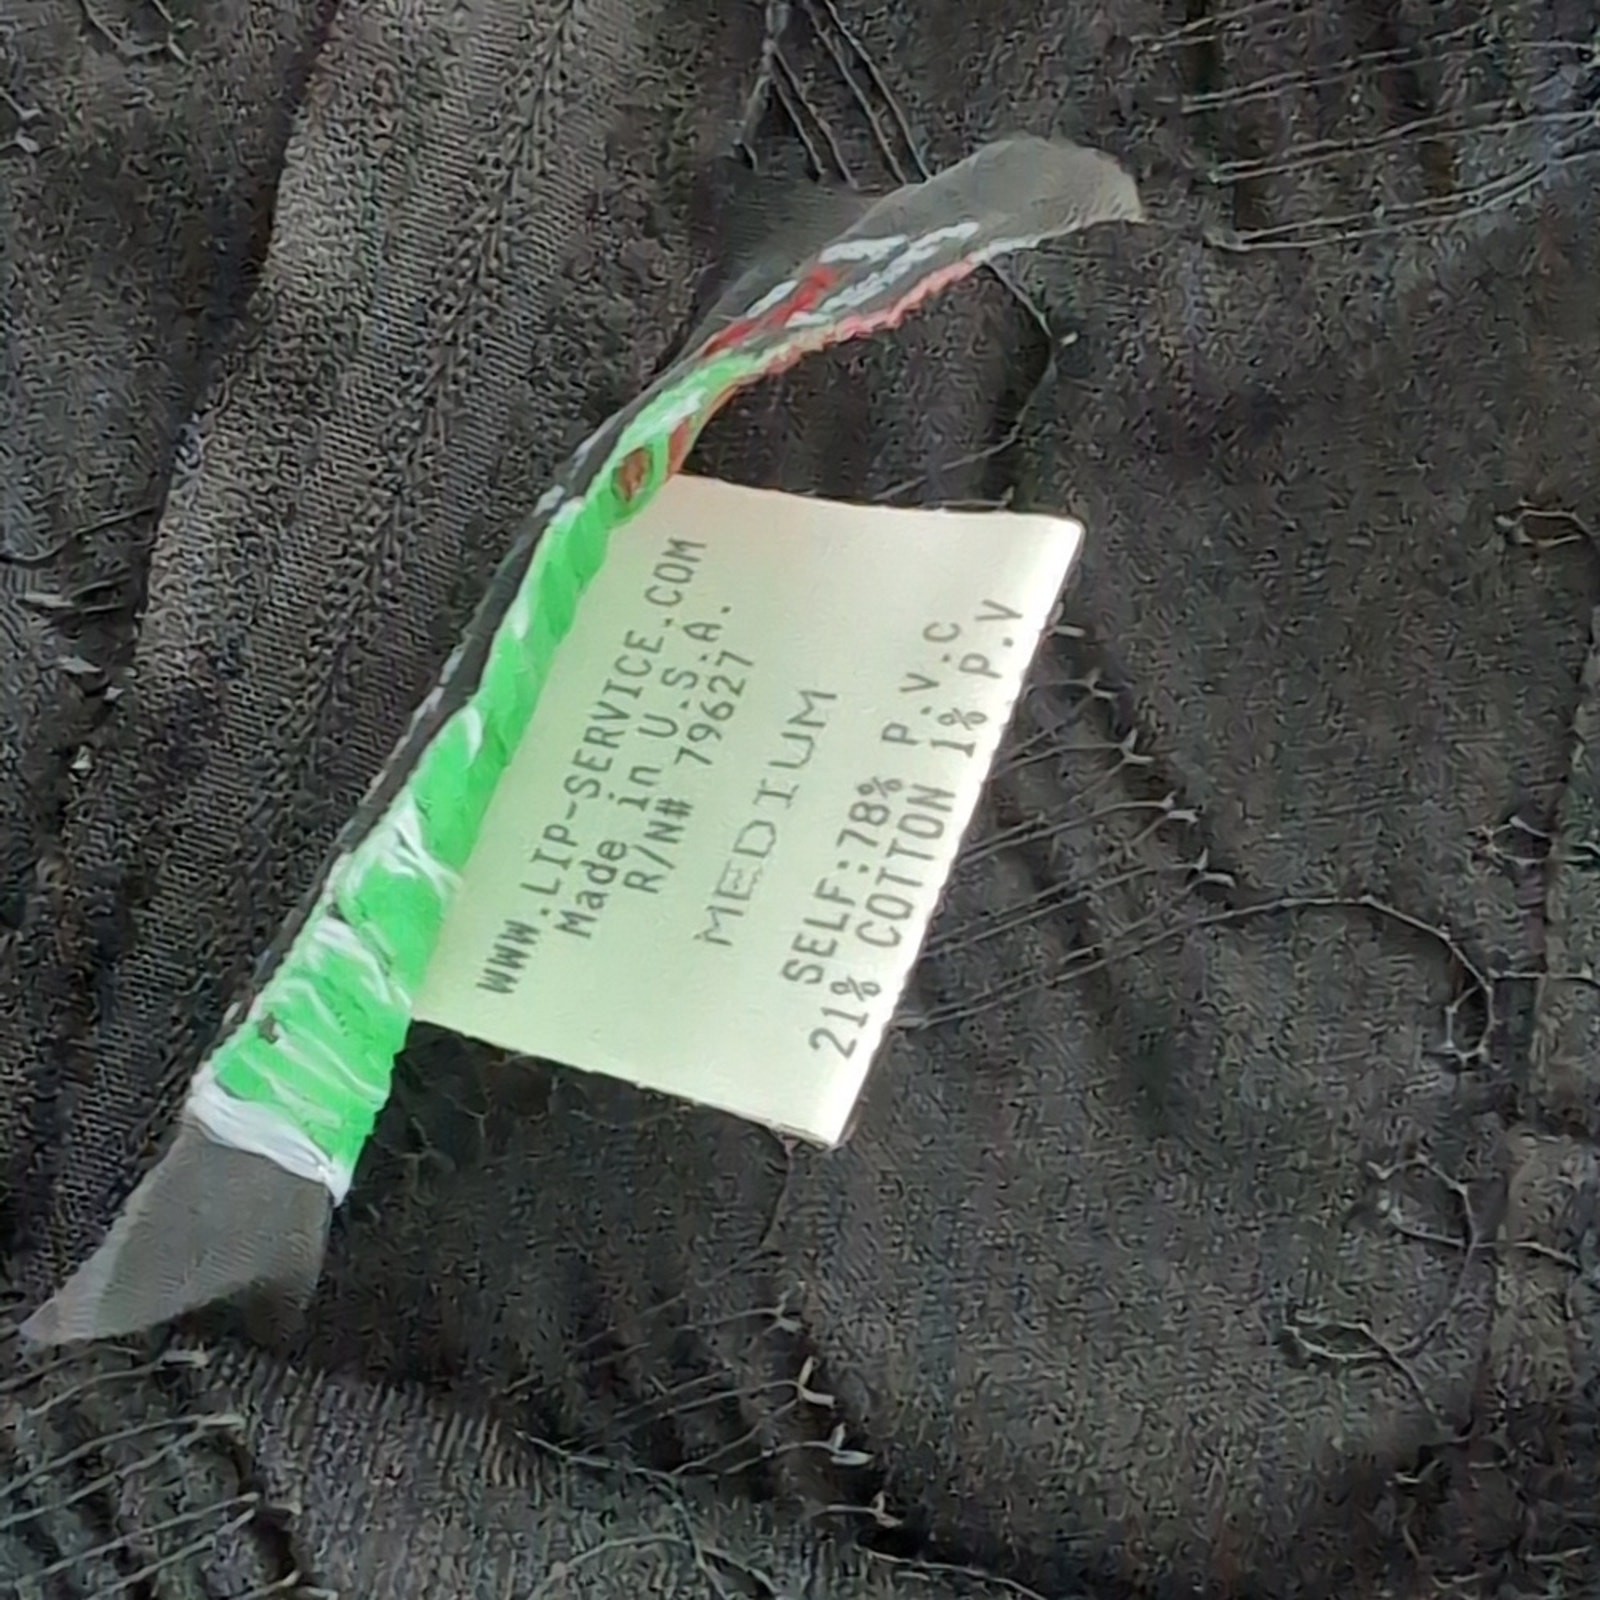 WWW.LIP-SERVICE.COM
Made in U.S.A.
R/N# 79627
MEDIUM
SELF:78% P.V.C
21% COTTON 1% P.V